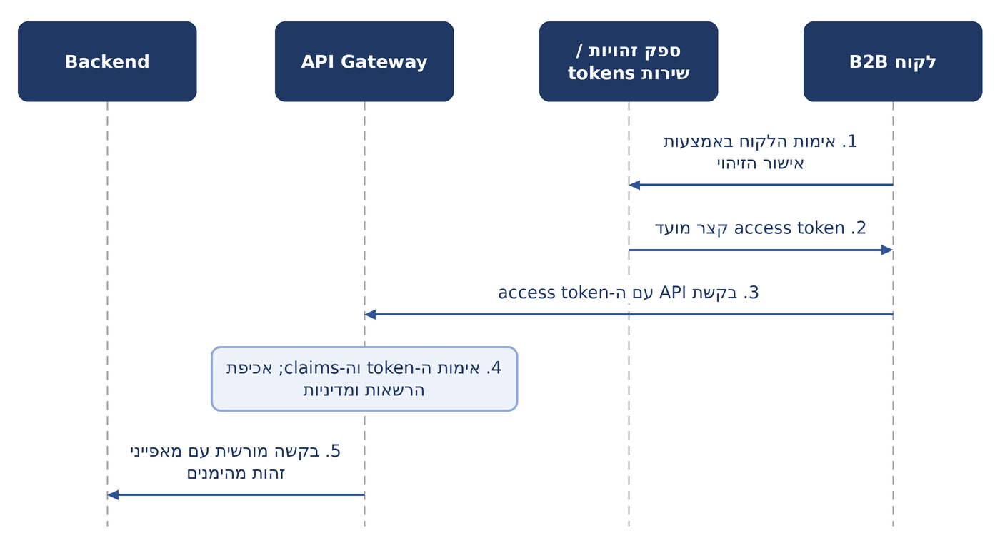 לקוח B2B
ספק זהויות /
שירות tokens
API Gateway
Backend
1. אימות הלקוח באמצעות
אישור הזיהוי
2. access token קצר מועד
3. בקשת API עם ה-access token
4. אימות ה-token וה-claims; אכיפת
הרשאות ומדיניות
5. בקשה מורשית עם מאפייני
זהות מהימנים